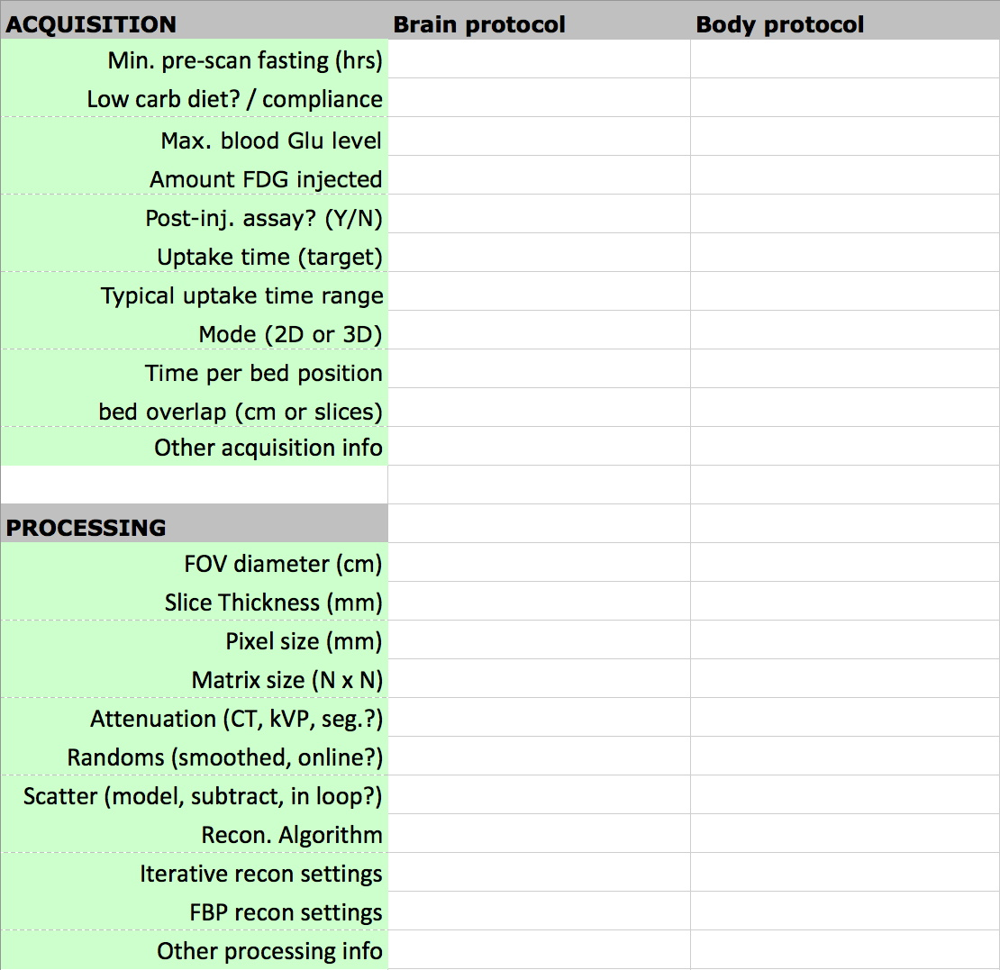 ACQUISITION Brain protocol Body protocol
Min. pre-scan fasting (hrs)
Low carb diet? / compliance
Max. blood Glu level
Amount FDG injected
Post-inj. assay? (Y/N)
Uptake time (target)
Typical uptake time range
Mode (2D or 3D)
Time per bed position
bed overlap (cm or slices)
Other acquisition info
PROCESSING
FOV diameter (cm)
Slice Thickness (mm)
Pixel size (mm)
Matrix size (N x N)
Attenuation (CT, kVP, seg.?)
Randoms (smoothed, online?)
Scatter (model, subtract, in loop?)
Recon. Algorithm
Iterative recon settings
FBP recon settings
Other processing info